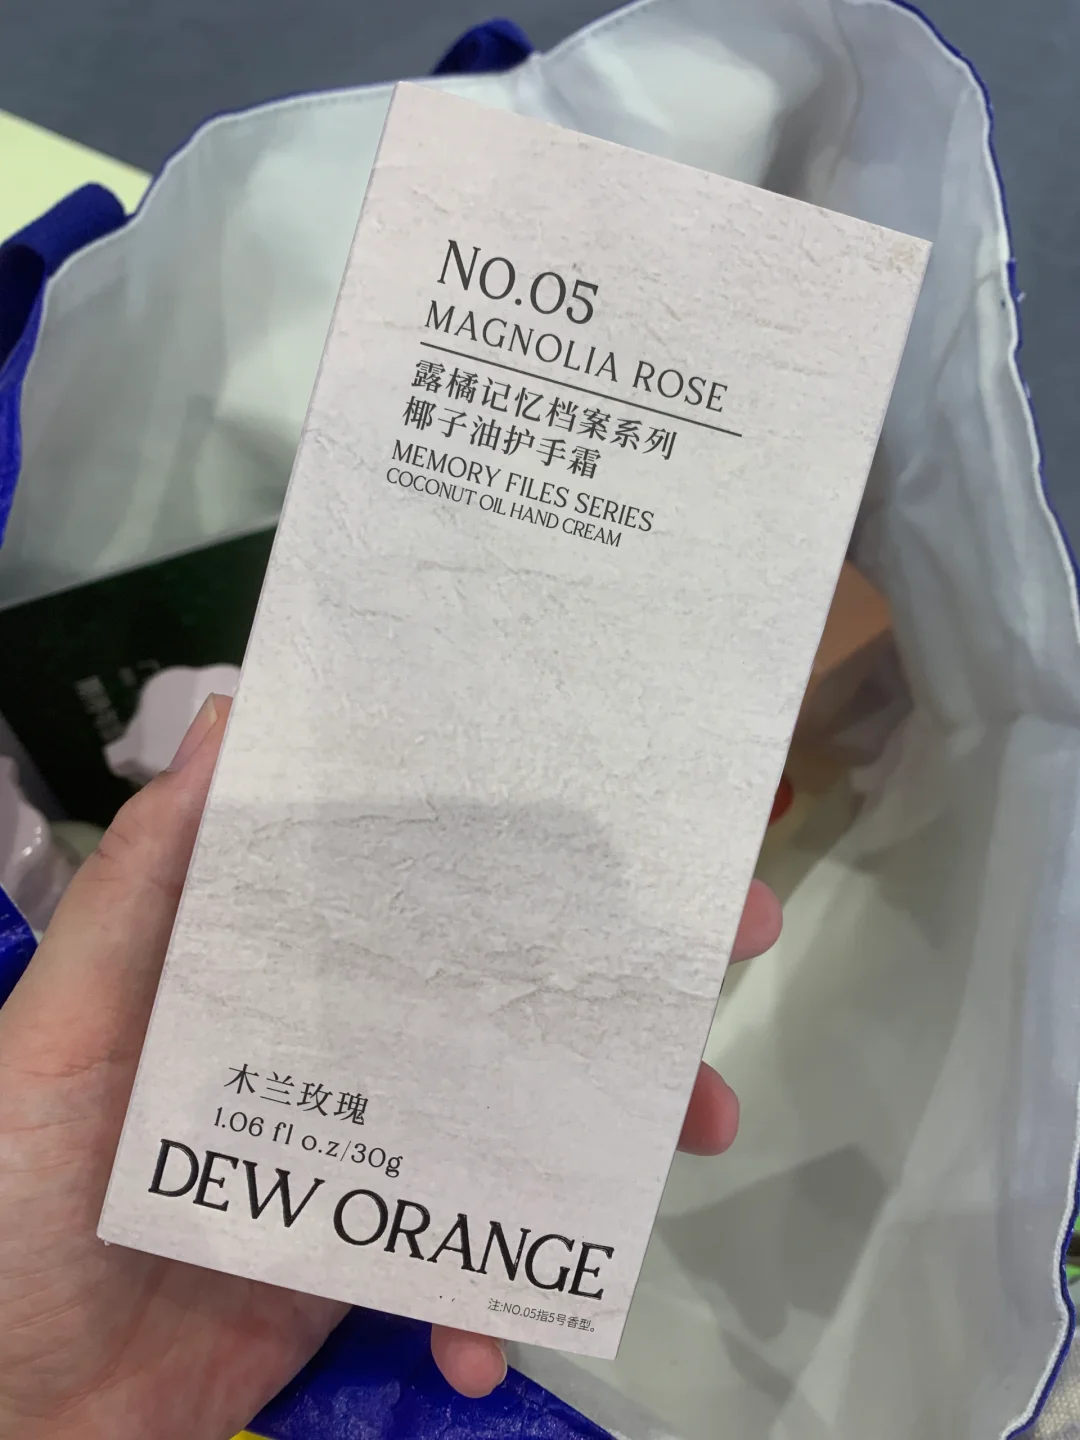 NO.05
MAGNOLIA ROSE
露橘记忆档案系列
椰子油护手霜
MEMORY FILES SERIES
COCONUT OIL HAND CREAM
木兰玫瑰
1.06 fl o.z/30g
DEW ORANGE
注:NO.05指5号香型。